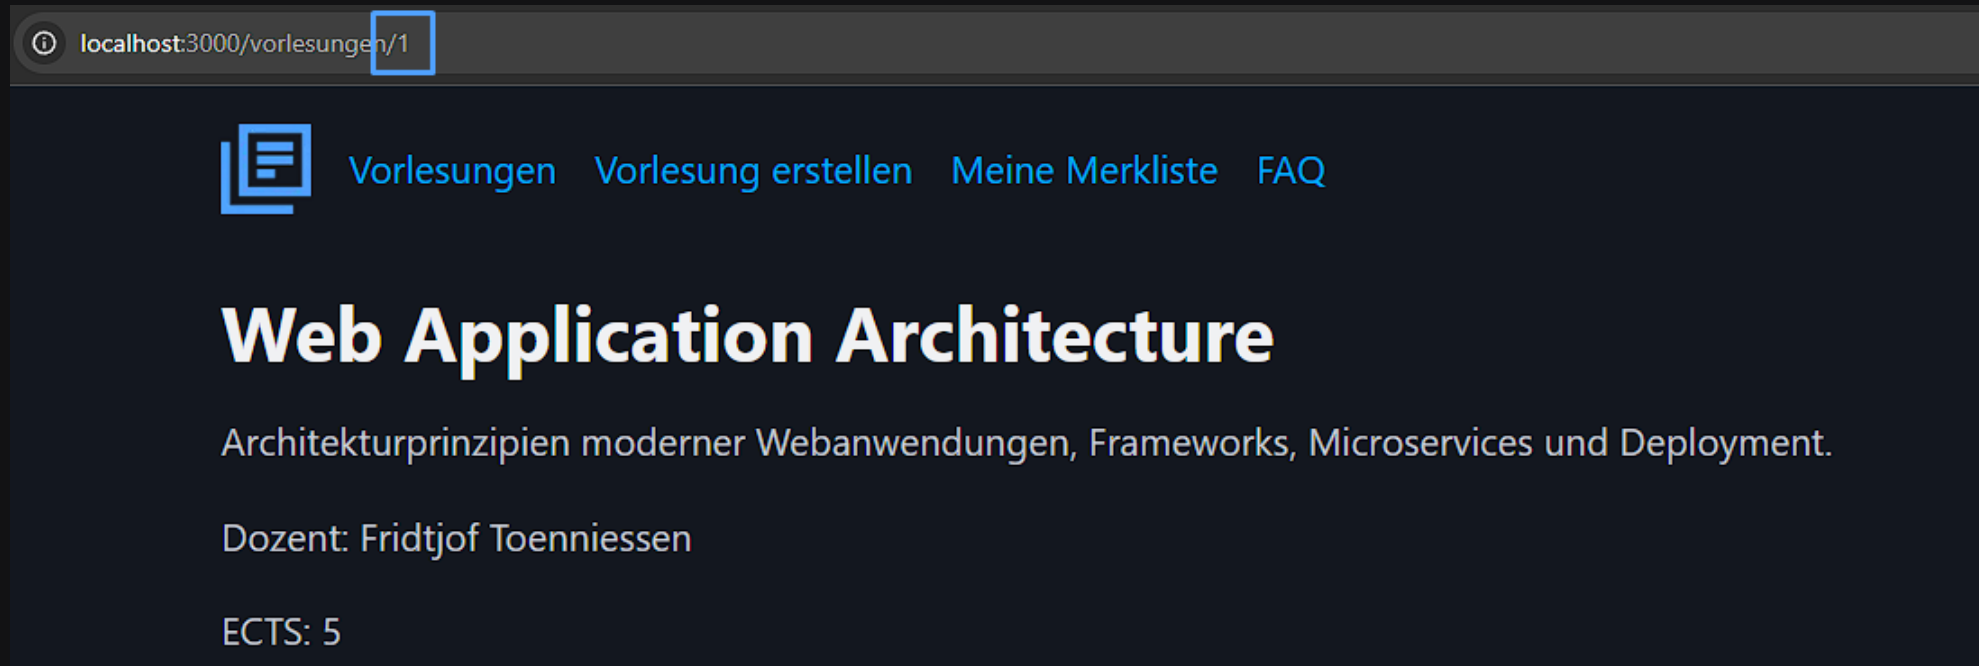 localhost:3000/vorlesungen/1
Vorlesungen Vorlesung erstellen Meine Merkliste FAQ
Web Application Architecture
Architekturprinzipien moderner Webanwendungen, Frameworks, Microservices und Deployment.
Dozent: Fridtjof Toenniessen
ECTS: 5